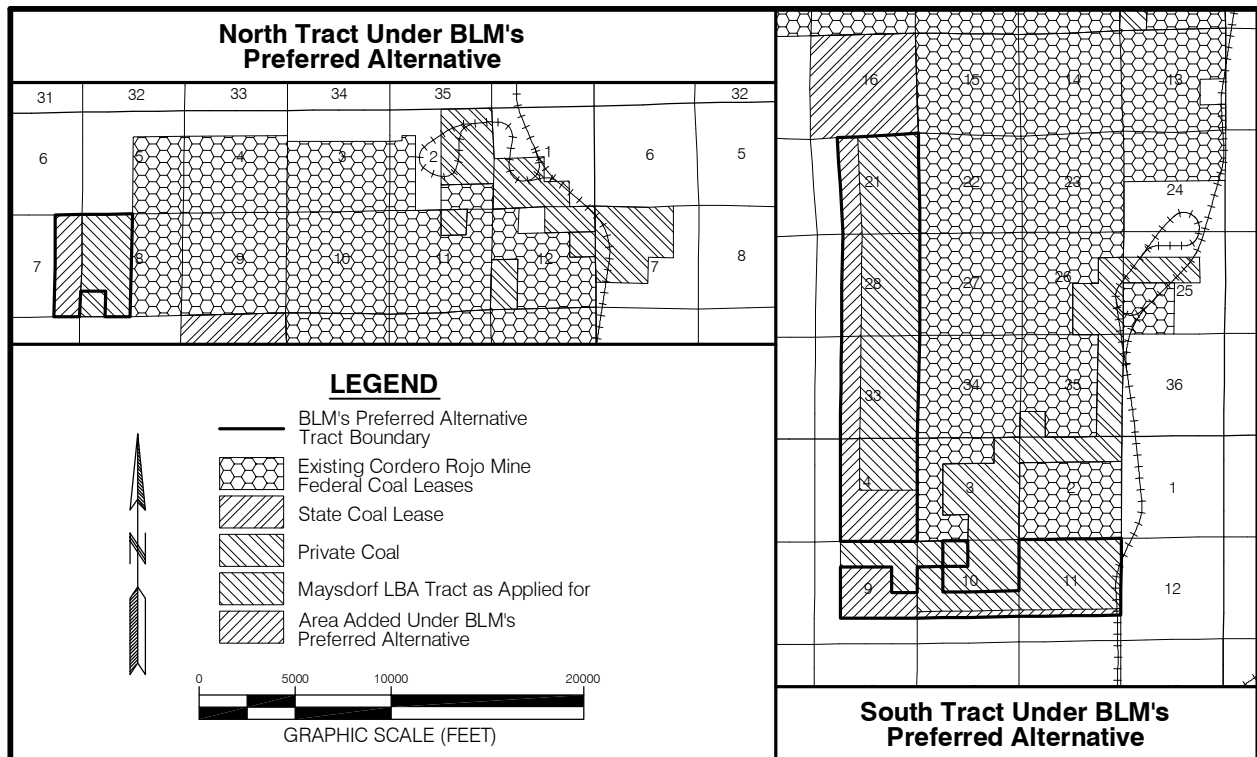 North Tract Under BLM's
Preferred Alternative
31 32 33 34 35 32
6 5 4 3 2 1 6 5
7 8 9 10 11 12 7 8
LEGEND
BLM's Preferred Alternative
Tract Boundary
Existing Cordero Rojo Mine
Federal Coal Leases
State Coal Lease
Private Coal
Maysdorf LBA Tract as Applied for
Area Added Under BLM's
Preferred Alternative
N
0 5000 10000 20000
GRAPHIC SCALE (FEET)
16 15 14 13
21 22 23 24
28 27 26 25
33 34 35 36
4 3 2 1
9 10 11 12
South Tract Under BLM's
Preferred Alternative